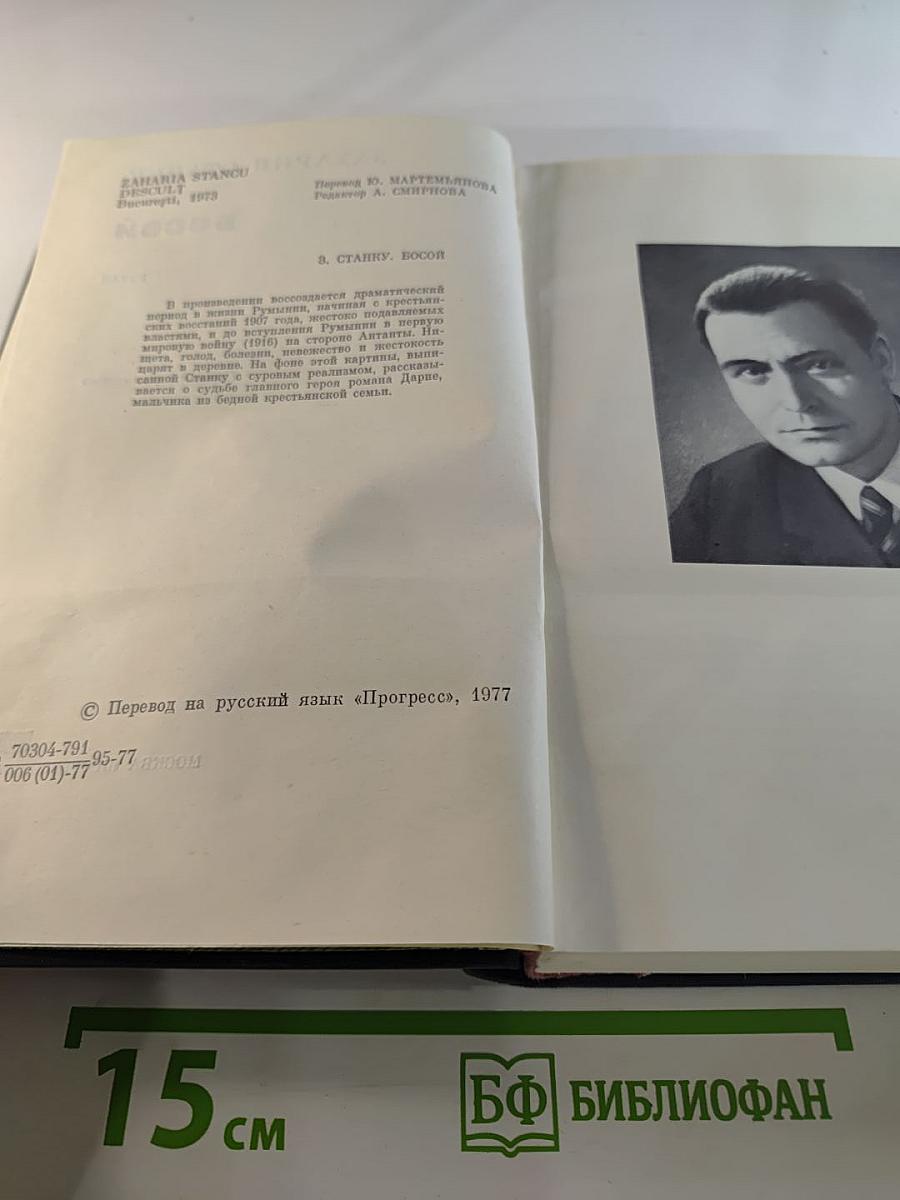 ZAHARIA STANCU
DESCULT
București, 1973
Перевод Ю. МАРТЕМЬЯНОВА
Редактор А. СМИРНОВА
З. СТАНКУ. БОСОЙ
В произведении воссоздается драматический
период в жизни Румынии, начиная с крестьян-
ских восстаний 1907 года, жестоко подавляемых
властями, и до вступления Румынии в первую
мировую войну (1916) на стороне Антанты. Ни-
щета, голод, болезни, невежество и жестокость
царят в деревне. На фоне этой картины, выпи-
санной Станку с суровым реализмом, рассказы-
вается о судьбе главного героя романа Дарие,
мальчика из бедной крестьянской семьи.
© Перевод на русский язык «Прогресс», 1977
70304-791
006 (01)-77
95-77
15 см
БФ
БИБЛИОФАН